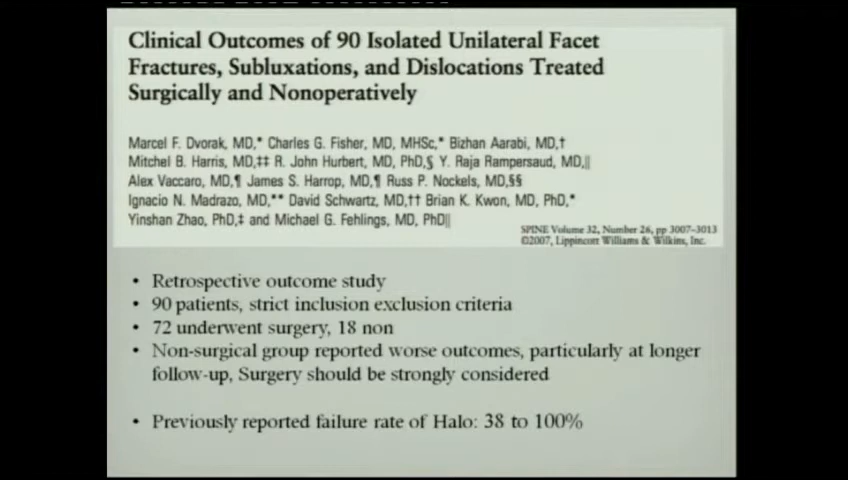 Clinical Outcomes of 90 Isolated Unilateral Facet
Fractures, Subluxations, and Dislocations Treated
Surgically and Nonoperatively
Marcel F. Dvorak, MD,* Charles G. Fisher, MD, MHSc,* Bizhan Aarabi, MD,†
Mitchel B. Harris, MD,‡‡ R. John Hurbert, MD, PhD,§ Y. Raja Rampersaud, MD,||
Alex Vaccaro, MD,¶ James S. Harrop, MD,¶ Russ P. Nockels, MD,§§
Ignacio N. Madrazo, MD,** David Schwartz, MD,†† Brian K. Kwon, MD, PhD,*
Yinshan Zhao, PhD,‡ and Michael G. Fehlings, MD, PhD||
SPINE Volume 32, Number 26, pp 3007–3013
©2007, Lippincott Williams & Wilkins, Inc.
• Retrospective outcome study
• 90 patients, strict inclusion exclusion criteria
• 72 underwent surgery, 18 non
• Non-surgical group reported worse outcomes, particularly at longer
follow-up, Surgery should be strongly considered
• Previously reported failure rate of Halo: 38 to 100%